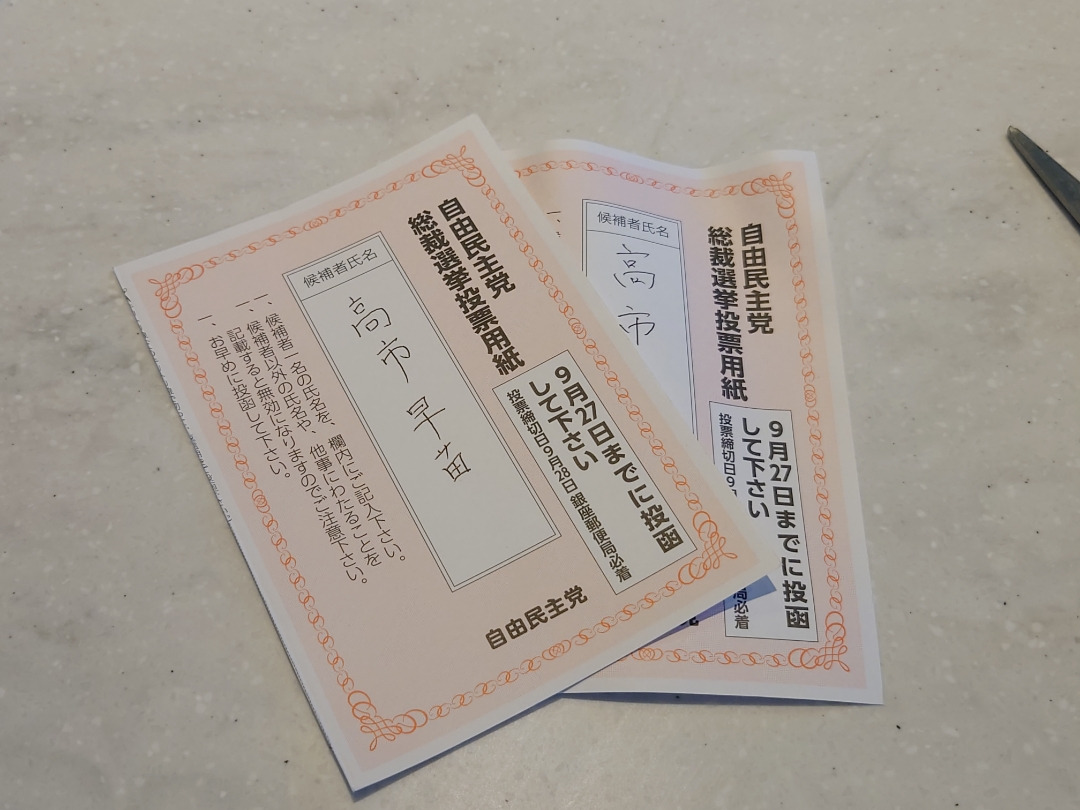 自由民主党
総裁選挙投票用紙
9月27日までに投函
して下さい
投票締切日9月28日銀座郵便局必着
候補者氏名
高市早苗
一、候補者一名の氏名を、欄内にご記入下さい。
一、候補者以外の氏名や、他事にわたることを
記載すると無効になりますのでご注意下さい。
一、お早めに投函して下さい。
自由民主党
自由民主党
総裁選挙投票用紙
9月27日までに投函
して下さい
投票締切日9
局必着
候補者氏名
高市
一、